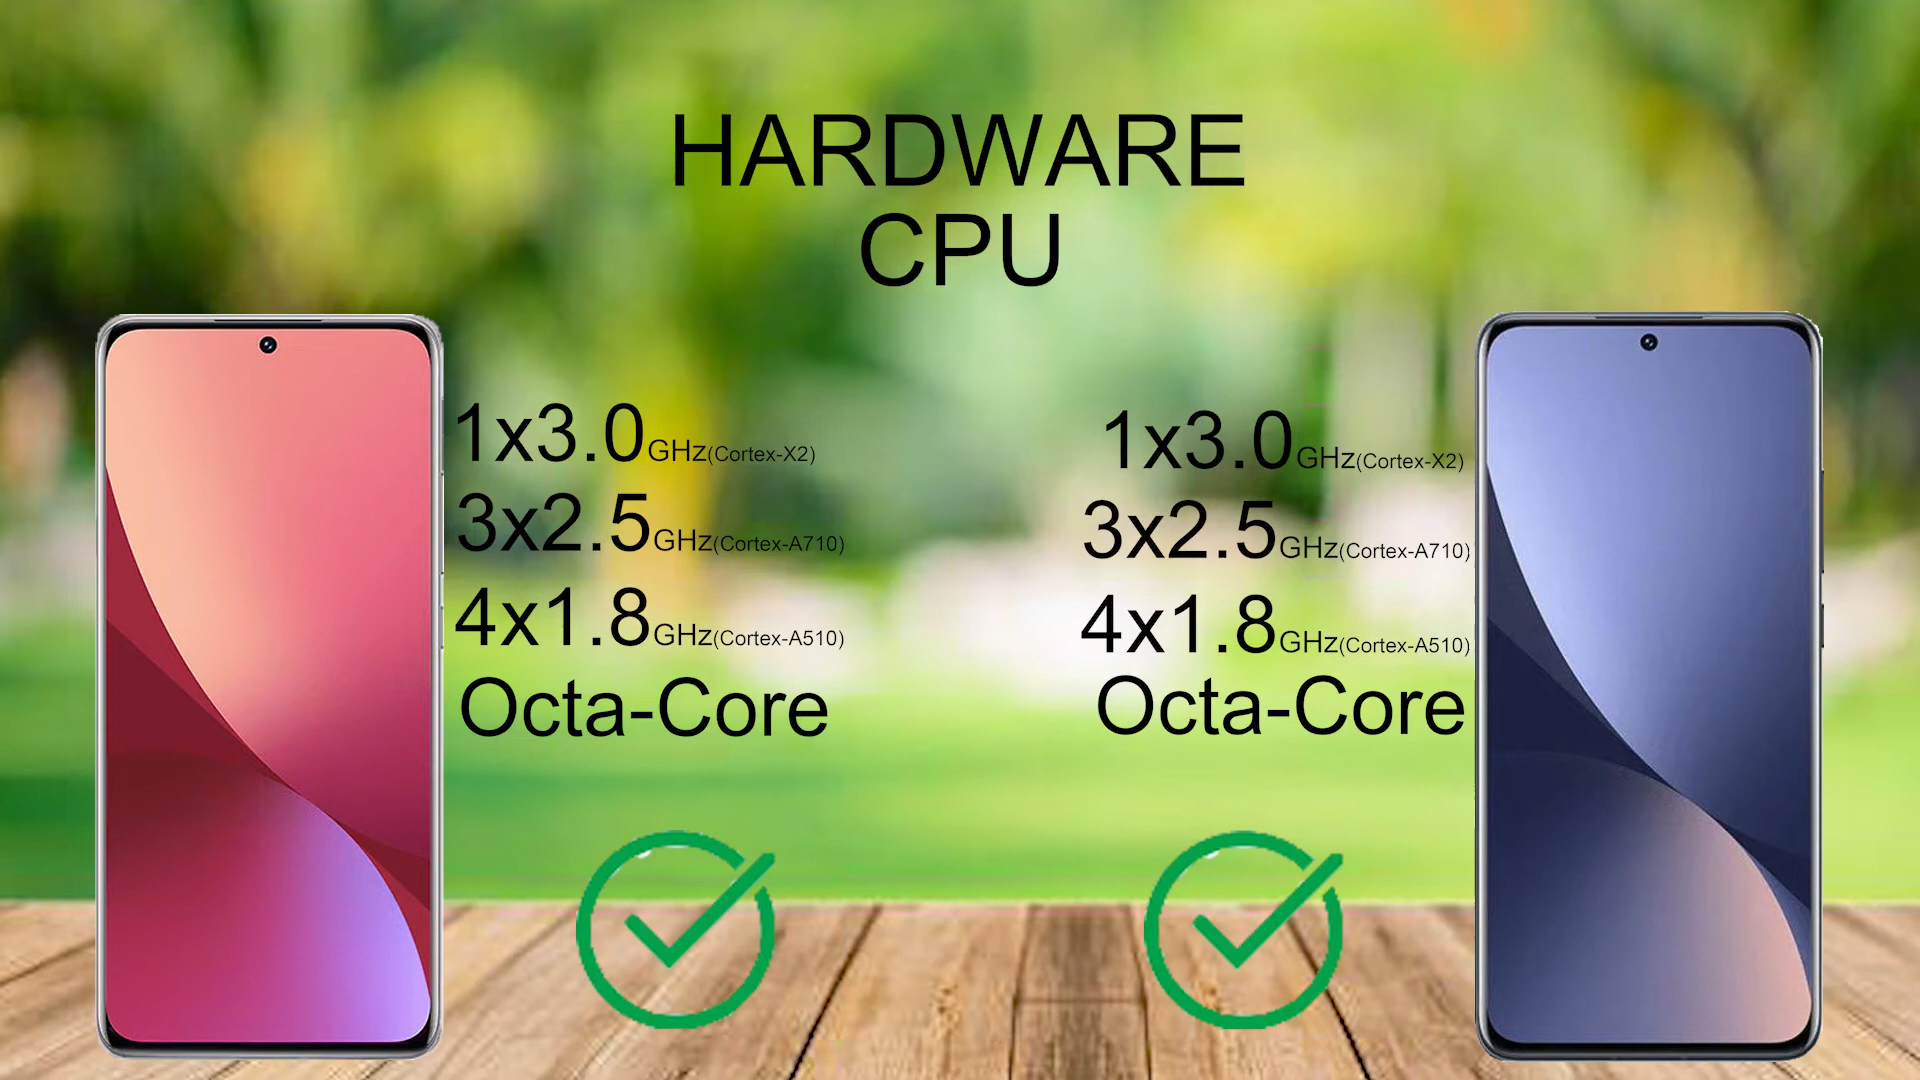 HARDWARE
CPU
1x3.0GHz(Cortex-X2)
3x2.5GHz(Cortex-A710)
4x1.8GHz(Cortex-A510)
Octa-Core
1x3.0GHz(Cortex-X2)
3x2.5GHz(Cortex-A710)
4x1.8GHz(Cortex-A510)
Octa-Core